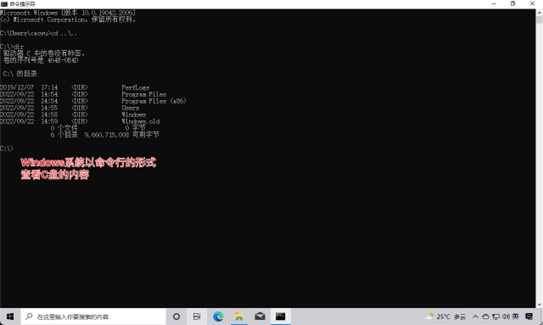 命令提示符
Microsoft Windows [版本 10.0.19042.2006]
(c) Microsoft Corporation。保留所有权利。
C:\Users\caoyu>cd ..\..
C:\>dir
驱动器 C 中的卷没有标签。
卷的序列号是 464B-0E4D
C:\ 的目录
2019/12/07 17:14 <DIR> PerfLogs
2022/09/22 14:54 <DIR> Program Files
2022/09/22 14:54 <DIR> Program Files (x86)
2022/09/22 14:55 <DIR> Users
2022/09/22 14:58 <DIR> Windows
2022/09/22 14:59 <DIR> Windows.old
0 个文件 0 字节
6 个目录 9,660,715,008 可用字节
C:\>
Windows系统以命令行的形式
查看C盘的内容
在这里输入你要搜索的内容
25°C 多云
英